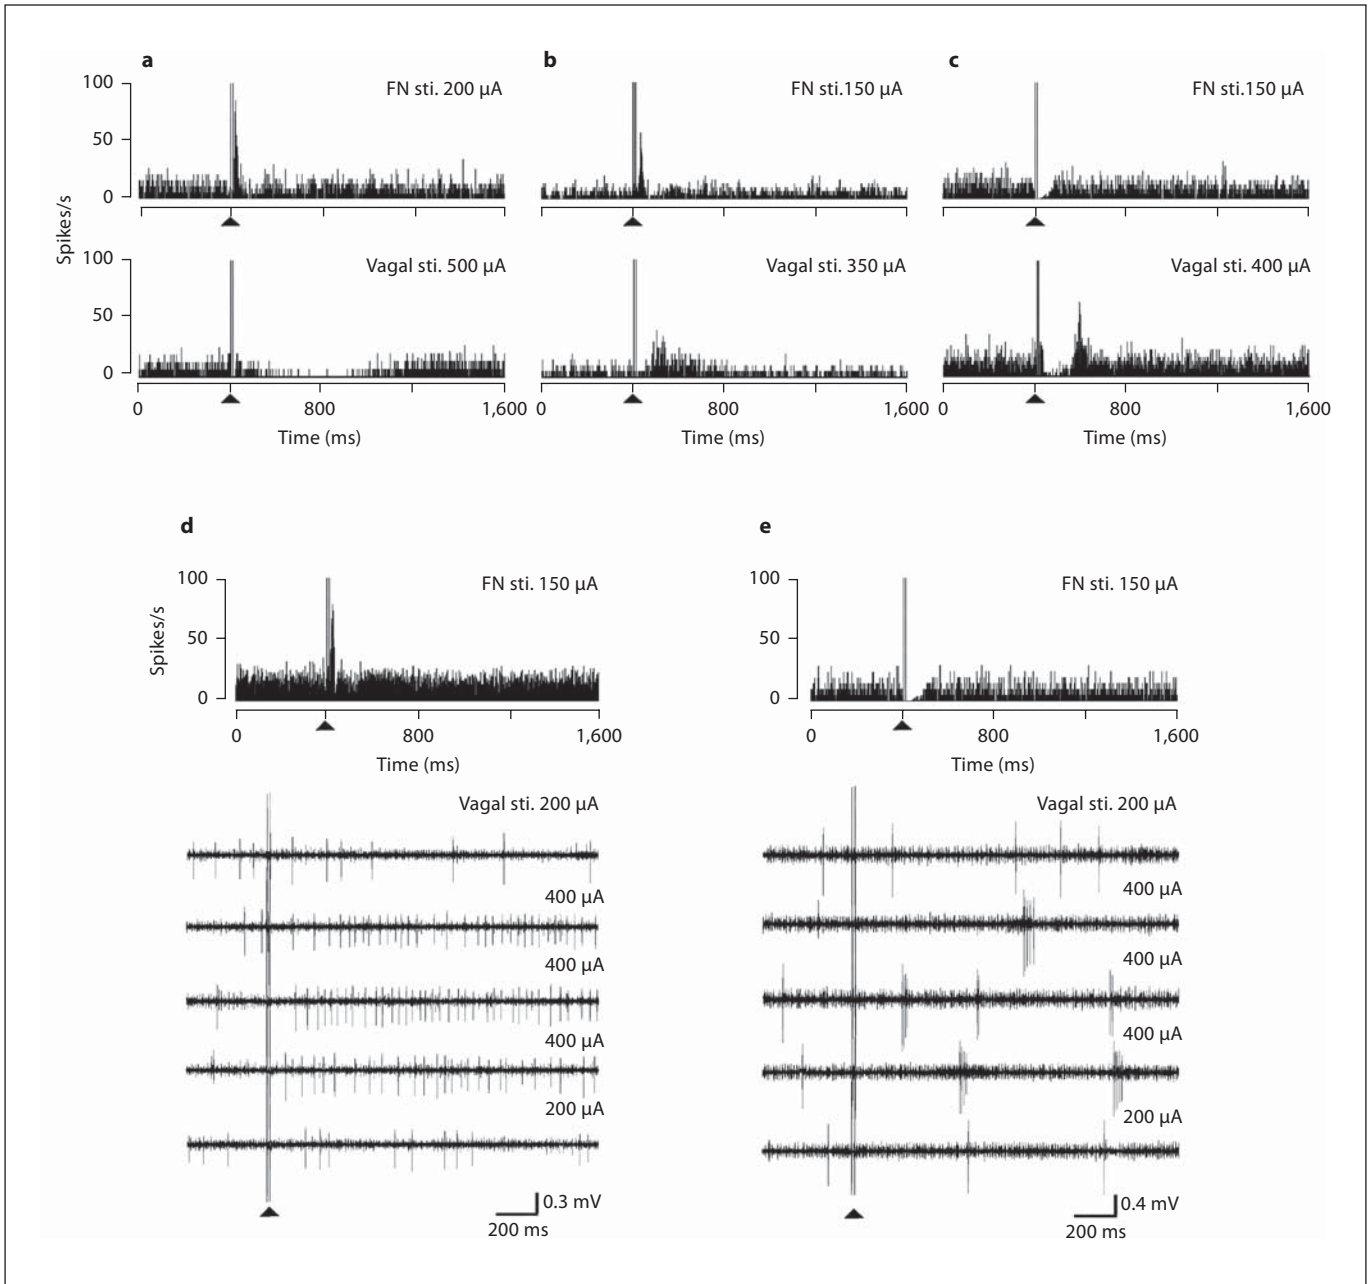 a
b
c
FN sti. 200 µA
FN sti.150 µA
FN sti.150 µA
100
50
0
Spikes/s
Vagal sti. 500 µA
Vagal sti. 350 µA
Vagal sti. 400 µA
100
50
0
0 800 1,600
0 800 1,600
0 800 1,600
Time (ms)
Time (ms)
Time (ms)
d
FN sti. 150 µA
100
50
0
Spikes/s
0 800 1,600
Time (ms)
Vagal sti. 200 µA
400 µA
400 µA
400 µA
200 µA
0.3 mV
200 ms
e
FN sti. 150 µA
100
50
0
0 800 1,600
Time (ms)
Vagal sti. 200 µA
400 µA
400 µA
400 µA
200 µA
0.4 mV
200 ms